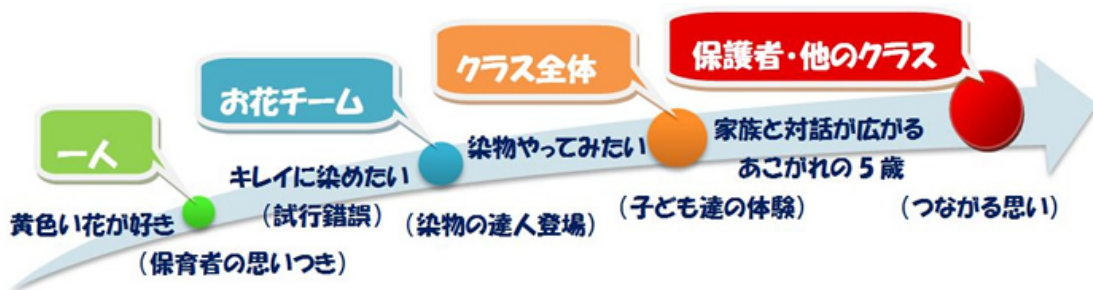 一人
お花チーム
クラス全体
保護者・他のクラス
黄色い花が好き
（保育者の思いつき）
キレイに染めたい
（試行錯誤）
（染物の達人登場）
染物やってみたい
（子ども達の体験）
家族と対話が広がる
あこがれの5歳
（つながる思い）